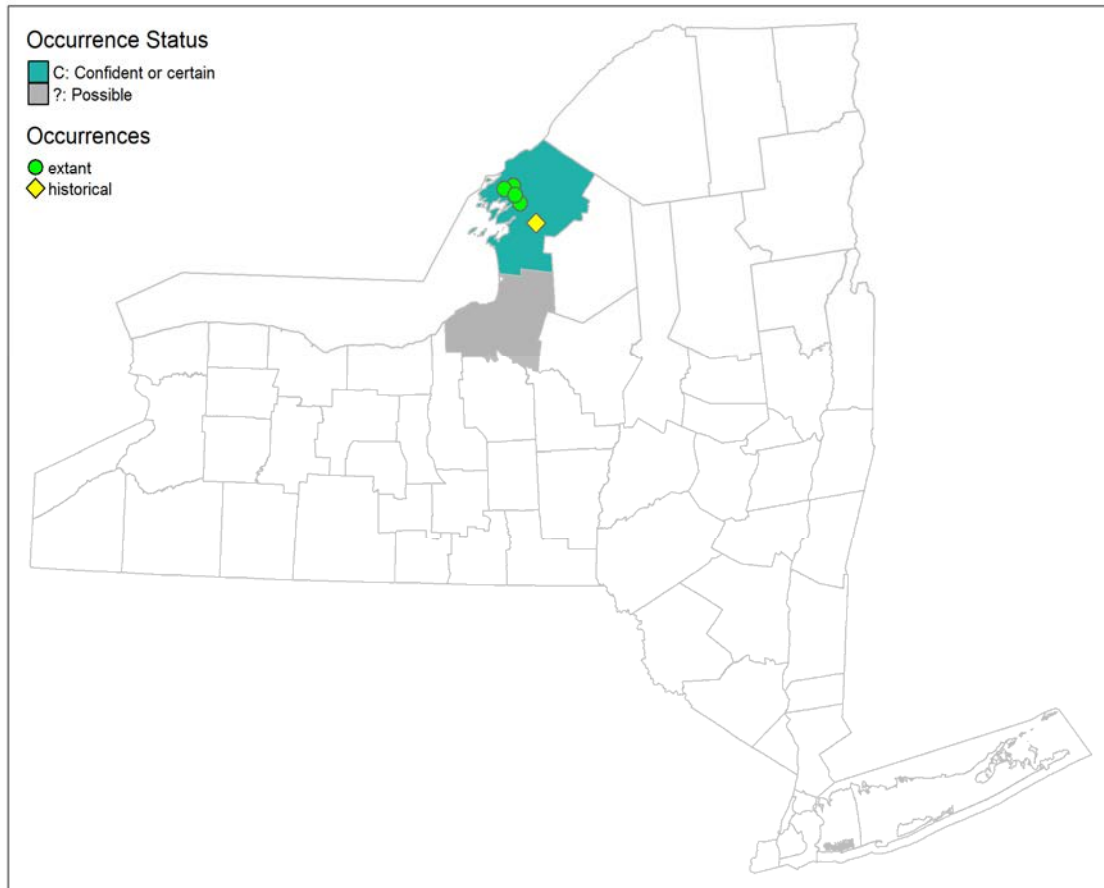 Occurrence Status
C: Confident or certain
?: Possible
Occurrences
extant
historical